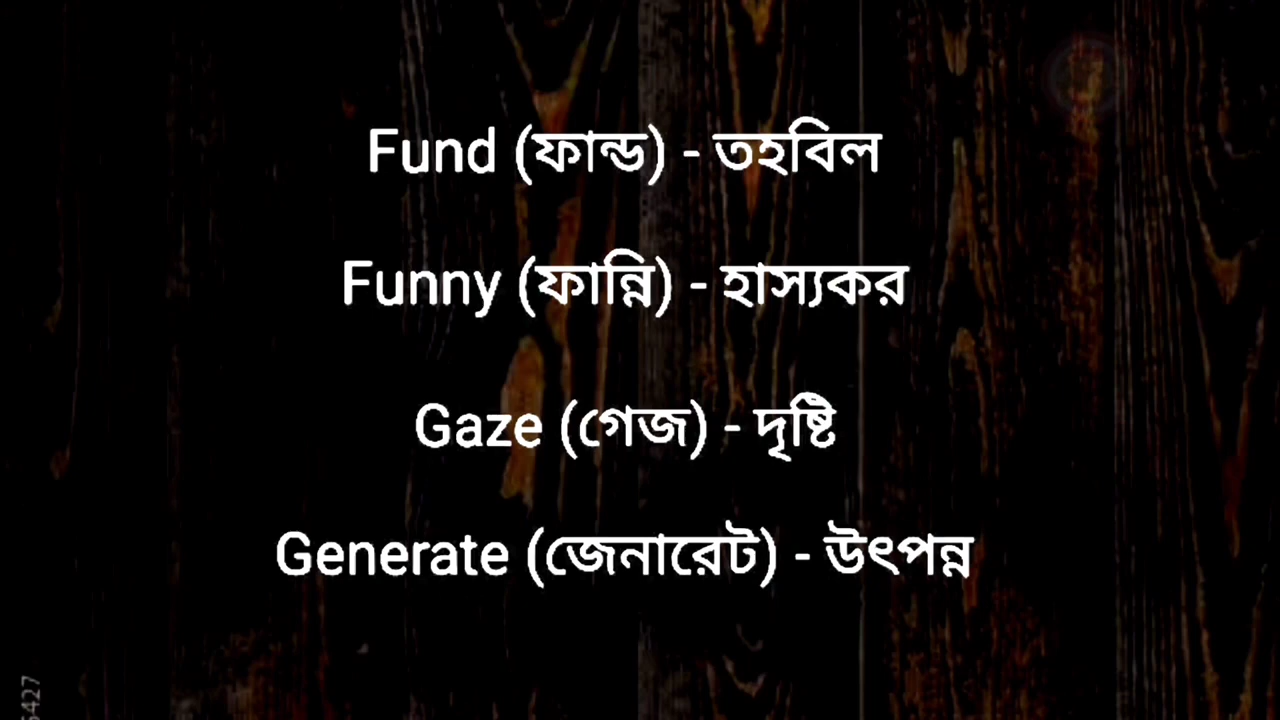 Fund (ফান্ড) - তহবিল
Funny (ফান্নি) - হাস্যকর
Gaze (গেজ) - দৃষ্টি
Generate (জেনারেট) - উৎপন্ন